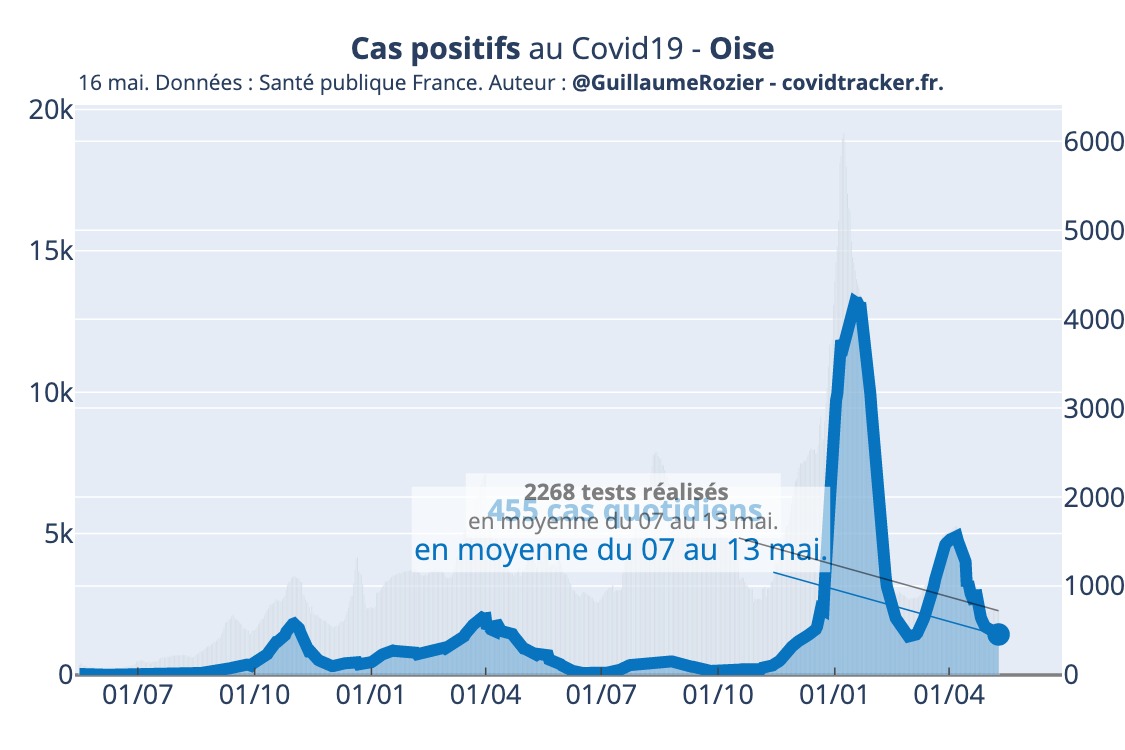 Cas positifs au Covid19 - Oise
16 mai. Données : Santé publique France. Auteur : @GuillaumeRozier - covidtracker.fr.
20k
15k
10k
5k
0
6000
5000
4000
3000
2000
1000
0
2268 tests réalisés
455 cas quotidiens
en moyenne du 07 au 13 mai.
en moyenne du 07 au 13 mai.
01/07 01/10 01/01 01/04 01/07 01/10 01/01 01/04